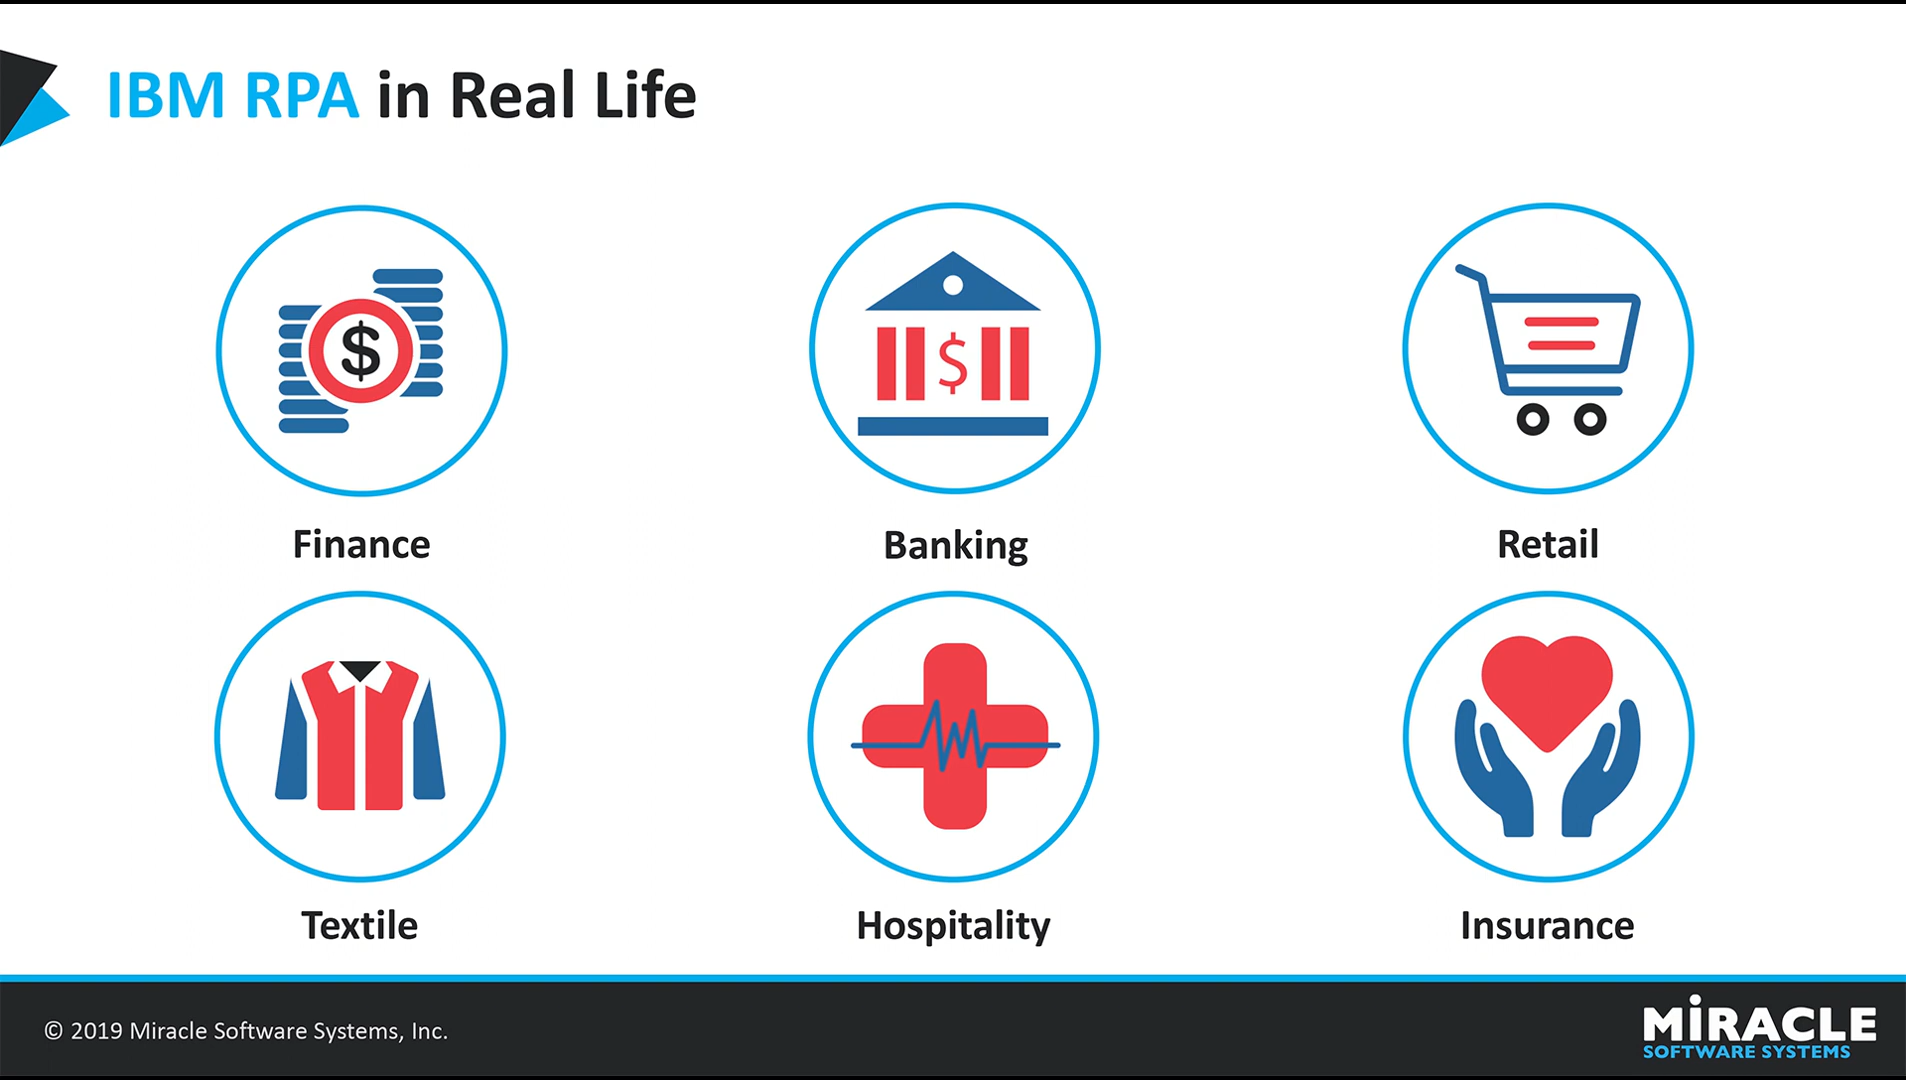 IBM RPA in Real Life
$
$
Finance
Banking
Retail
Textile
Hospitality
Insurance
© 2019 Miracle Software Systems, Inc.
MiRACLE
SOFTWARE SYSTEMS